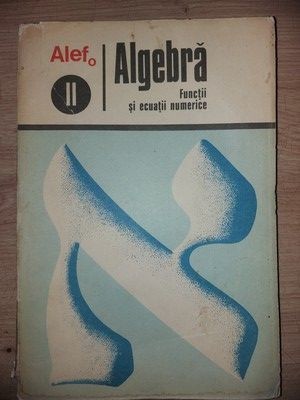 Alef₀
II
Algebră
Funcții
și ecuații numerice
א